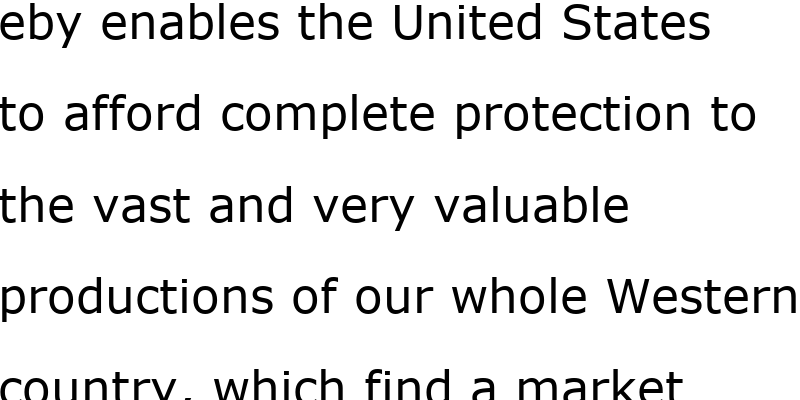 eby enables the United States
to afford complete protection to
the vast and very valuable
productions of our whole Western
country, which find a market